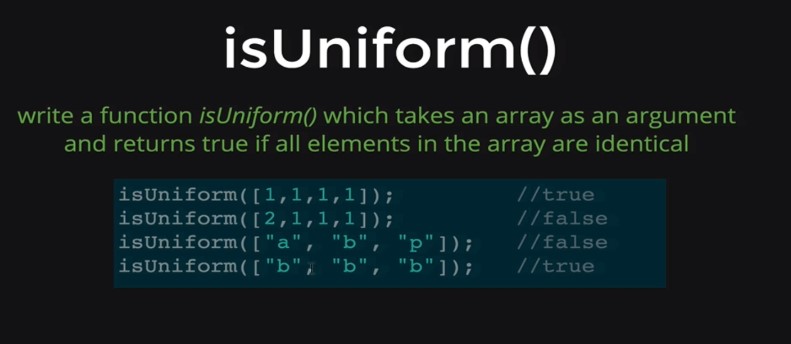 isUniform()
write a function isUniform() which takes an array as an argument
and returns true if all elements in the array are identical
isUniform([1,1,1,1]); //true
isUniform([2,1,1,1]); //false
isUniform(["a", "b", "p"]); //false
isUniform(["b", "b", "b"]); //true